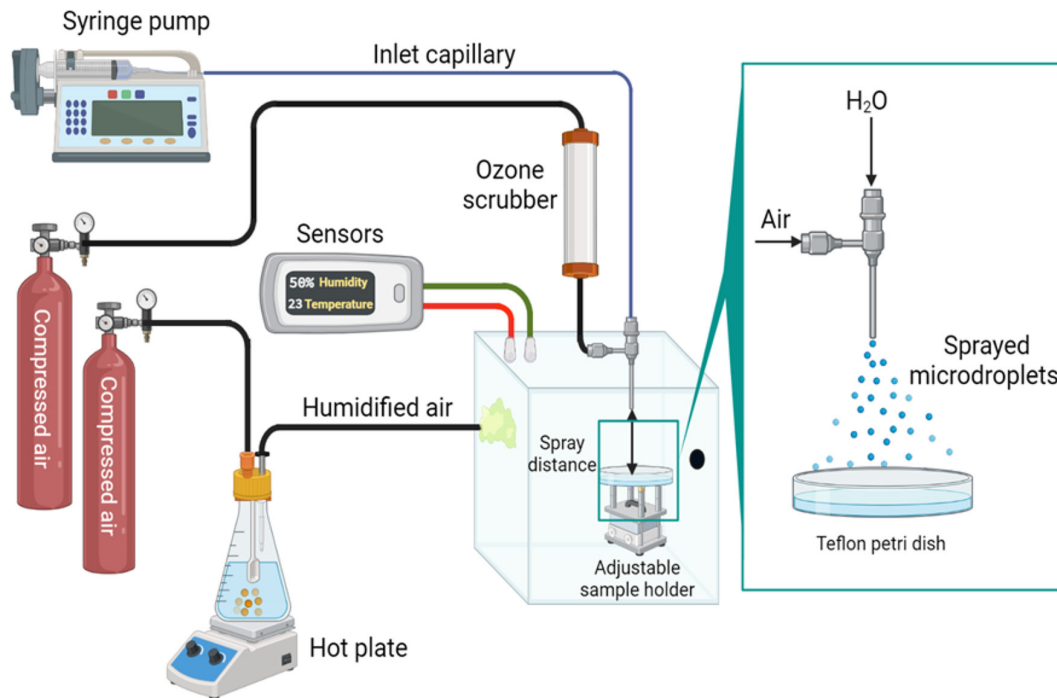 Syringe pump
Inlet capillary
H₂O
Ozone
scrubber
Air
Sensors
50% Humidity
23 Temperature
Compressed air
Compressed air
Sprayed
microdroplets
Humidified air
Spray
distance
Teflon petri dish
Adjustable
sample holder
Hot plate